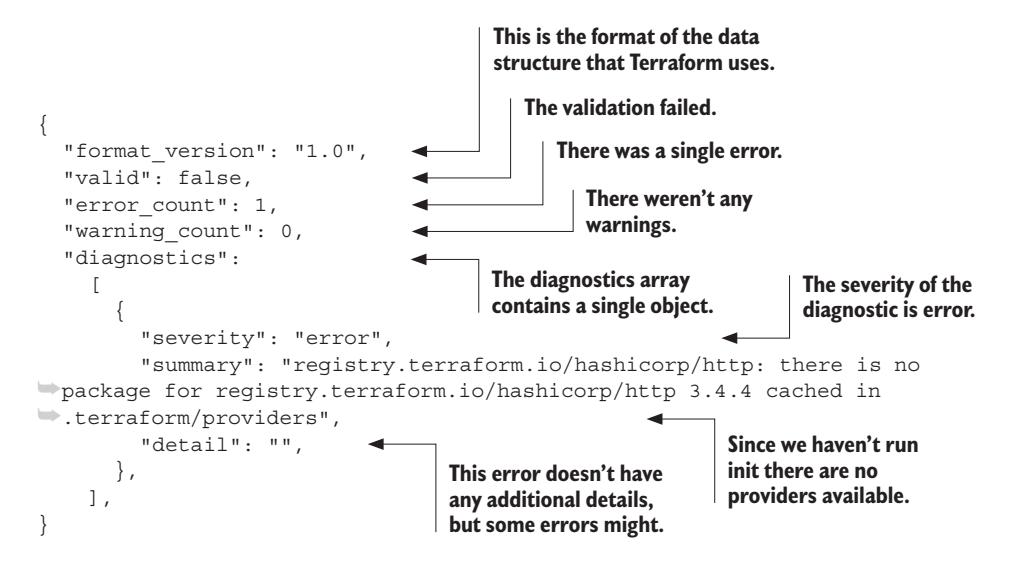 This is the format of the data
structure that Terraform uses.
The validation failed.
{
"format_version": "1.0",
There was a single error.
"valid": false,
"error_count": 1,
There weren't any
warnings.
"warning_count": 0,
"diagnostics":
The diagnostics array
contains a single object.
The severity of the
diagnostic is error.
[
{
"severity": "error",
"summary": "registry.terraform.io/hashicorp/http: there is no
package for registry.terraform.io/hashicorp/http 3.4.4 cached in
.terraform/providers",
Since we haven't run
init there are no
providers available.
"detail": "",
This error doesn't have
any additional details,
but some errors might.
},
],
}